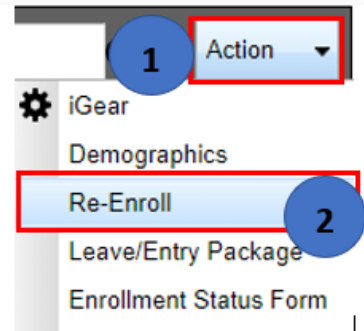 1
Action
iGear
Demographics
Re-Enroll
2
Leave/Entry Package
Enrollment Status Form